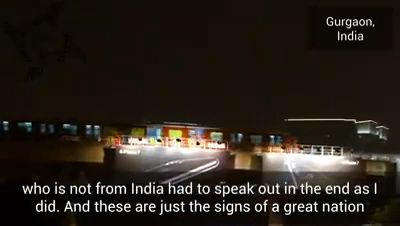 Gurgaon,
India
who is not from India had to speak out in the end as I
did. And these are just the signs of a great nation